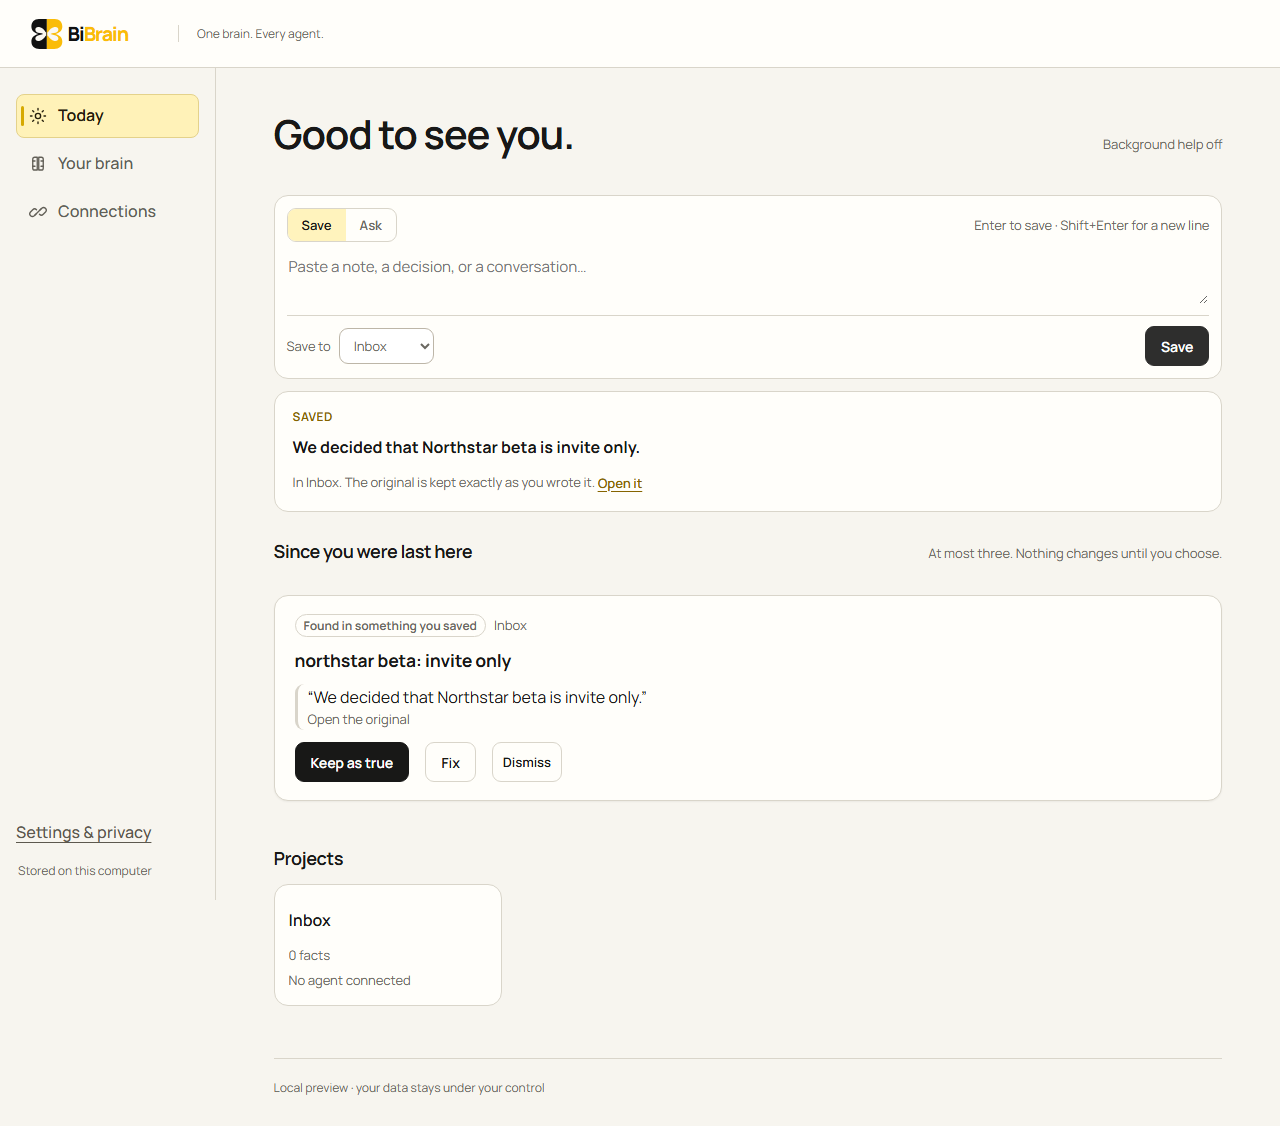 BiBrain
One brain. Every agent.
Today
Your brain
Connections
Settings & privacy
Stored on this computer
Good to see you.
Background help off
Save
Ask
Enter to save · Shift+Enter for a new line
Paste a note, a decision, or a conversation…
Save to
Inbox
Save
SAVED
We decided that Northstar beta is invite only.
In Inbox. The original is kept exactly as you wrote it. Open it
Since you were last here
At most three. Nothing changes until you choose.
Found in something you saved
Inbox
northstar beta: invite only
“We decided that Northstar beta is invite only.”
Open the original
Keep as true
Fix
Dismiss
Projects
Inbox
0 facts
No agent connected
Local preview · your data stays under your control